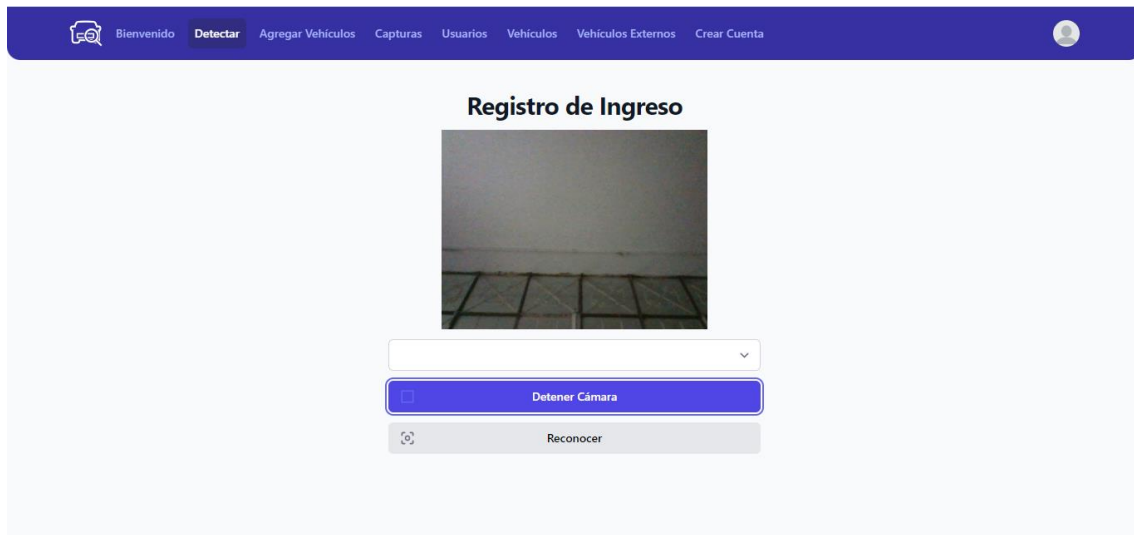 Bienvenido Detectar Agregar Vehículos Capturas Usuarios Vehículos Vehículos Externos Crear Cuenta
Registro de Ingreso
Detener Cámara
Reconocer